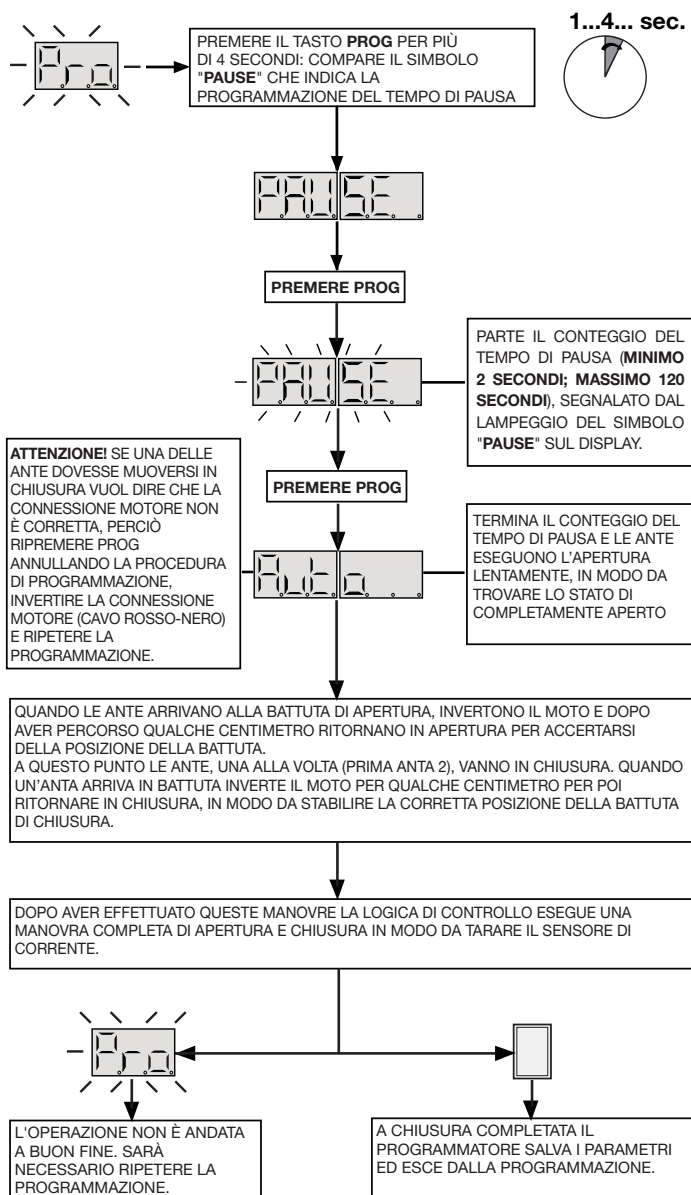 1...4... sec.
Pro
PREMERE IL TASTO PROG PER PIÙ
DI 4 SECONDI: COMPARE IL SIMBOLO
"PAUSE" CHE INDICA LA
PROGRAMMAZIONE DEL TEMPO DI PAUSA
PAUSE
PREMERE PROG
PAUSE
PARTE IL CONTEGGIO DEL
TEMPO DI PAUSA (MINIMO
2 SECONDI; MASSIMO 120
SECONDI), SEGNALATO DAL
LAMPEGGIO DEL SIMBOLO
"PAUSE" SUL DISPLAY.
ATTENZIONE! SE UNA DELLE
ANTE DOVESSE MUOVERSI IN
CHIUSURA VUOL DIRE CHE LA
CONNESSIONE MOTORE NON
È CORRETTA, PERCIÒ
RIPREMERE PROG
ANNULLANDO LA PROCEDURA
DI PROGRAMMAZIONE,
INVERTIRE LA CONNESSIONE
MOTORE (CAVO ROSSO-NERO)
E RIPETERE LA
PROGRAMMAZIONE.
PREMERE PROG
Auto
TERMINA IL CONTEGGIO DEL
TEMPO DI PAUSA E LE ANTE
ESEGUONO L'APERTURA
LENTAMENTE, IN MODO DA
TROVARE LO STATO DI
COMPLETAMENTE APERTO
QUANDO LE ANTE ARRIVANO ALLA BATTUTA DI APERTURA, INVERTONO IL MOTO E DOPO
AVER PERCORSO QUALCHE CENTIMETRO RITORNANO IN APERTURA PER ACCERTARSI
DELLA POSIZIONE DELLA BATTUTA.
A QUESTO PUNTO LE ANTE, UNA ALLA VOLTA (PRIMA ANTA 2), VANNO IN CHIUSURA. QUANDO
UN'ANTA ARRIVA IN BATTUTA INVERTE IL MOTO PER QUALCHE CENTIMETRO PER POI
RITORNARE IN CHIUSURA, IN MODO DA STABILIRE LA CORRETTA POSIZIONE DELLA BATTUTA
DI CHIUSURA.
DOPO AVER EFFETTUATO QUESTE MANOVRE LA LOGICA DI CONTROLLO ESEGUE UNA
MANOVRA COMPLETA DI APERTURA E CHIUSURA IN MODO DA TARARE IL SENSORE DI
CORRENTE.
Pro
L'OPERAZIONE NON È ANDATA
A BUON FINE. SARÀ
NECESSARIO RIPETERE LA
PROGRAMMAZIONE.
A CHIUSURA COMPLETATA IL
PROGRAMMATORE SALVA I PARAMETRI
ED ESCE DALLA PROGRAMMAZIONE.